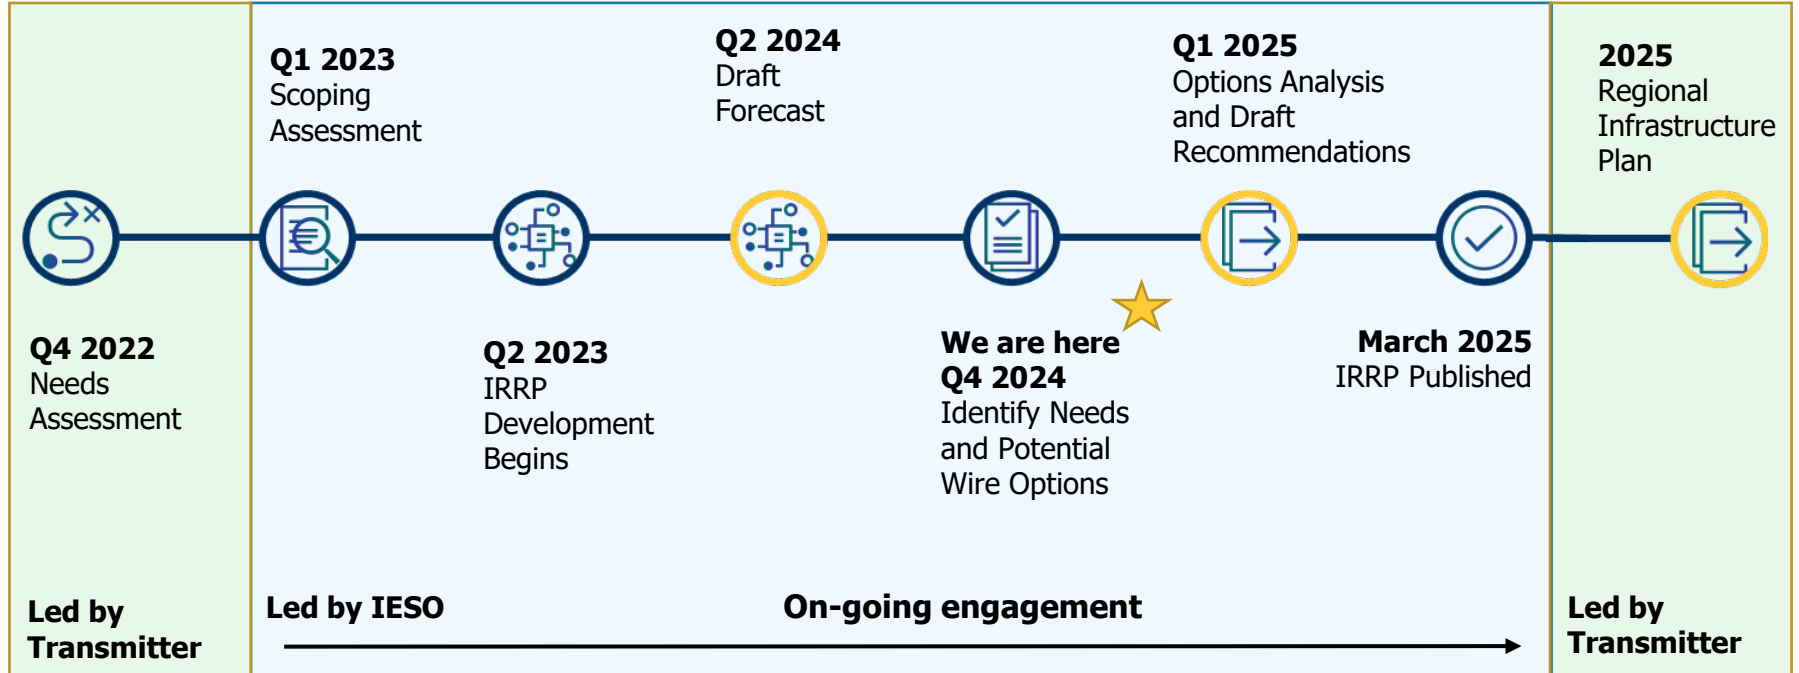 Q4 2022
Needs
Assessment
Q1 2023
Scoping
Assessment
Q2 2023
IRRP
Development
Begins
Q2 2024
Draft
Forecast
We are here
Q4 2024
Identify Needs
and Potential
Wire Options
Q1 2025
Options Analysis
and Draft
Recommendations
March 2025
IRRP Published
2025
Regional
Infrastructure
Plan
Led by
Transmitter
Led by IESO
On-going engagement
Led by
Transmitter